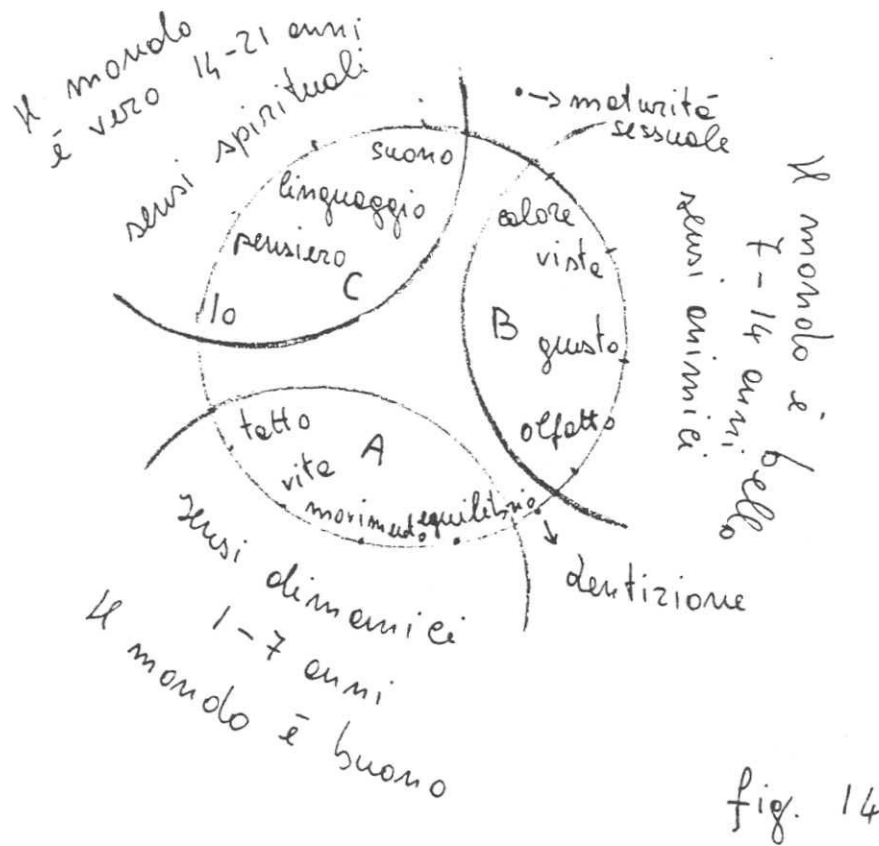 Il mondo
è vero 14-21 anni
sensi spirituali
suono
linguaggio
pensiero
Io
C
→ maturità
sessuale
calore
vista
B
gusto
olfatto
Il mondo è bello
7-14 anni
sensi animici
tatto
A
vita
movimento
equilibrio
dentizione
sensi dinamici
1-7 anni
Il mondo è buono
fig. 14